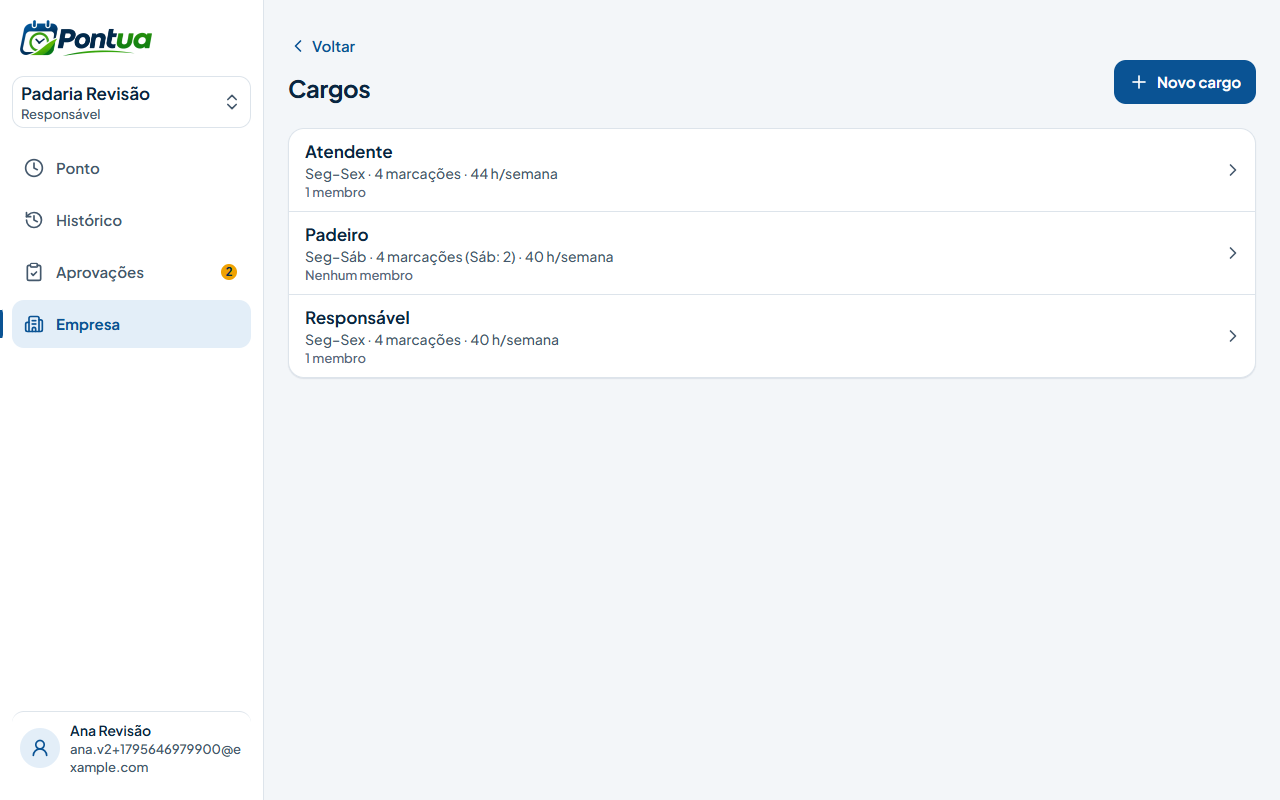 Pontua
Padaria Revisão
Responsável
Ponto
Histórico
Aprovações 2
Empresa
Ana Revisão
ana.v2+1795646979900@e
xample.com
Voltar
Cargos
Novo cargo
Atendente
Seg–Sex · 4 marcações · 44 h/semana
1 membro
Padeiro
Seg–Sáb · 4 marcações (Sáb: 2) · 40 h/semana
Nenhum membro
Responsável
Seg–Sex · 4 marcações · 40 h/semana
1 membro